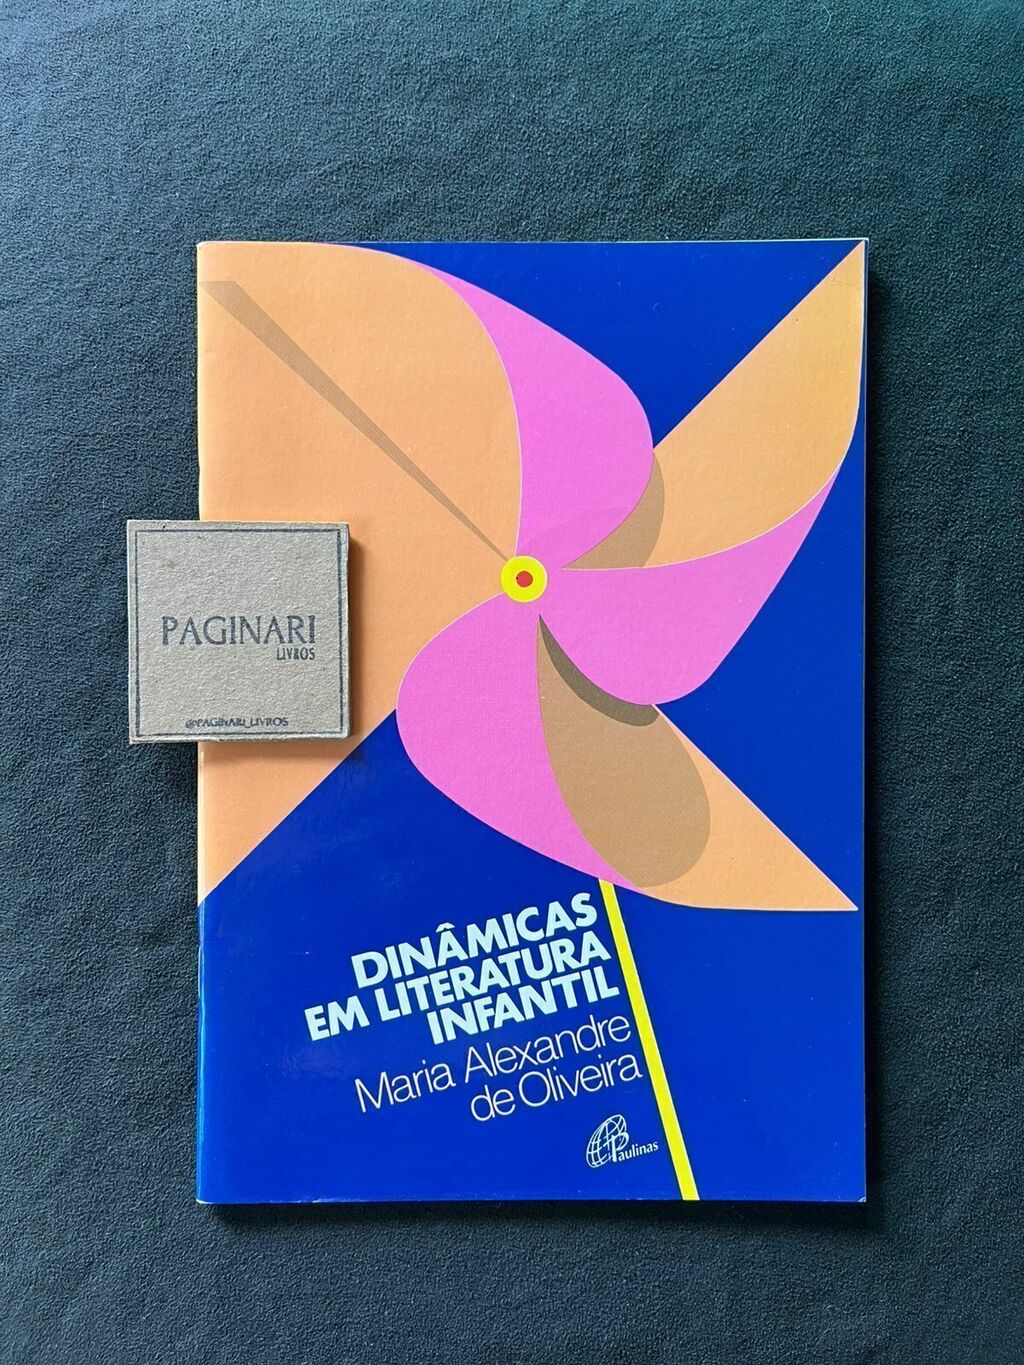 PAGINARI
LIVROS
@PAGINARI_LIVROS
DINÂMICAS
EM LITERATURA
INFANTIL
Maria Alexandre
de Oliveira
Paulinas